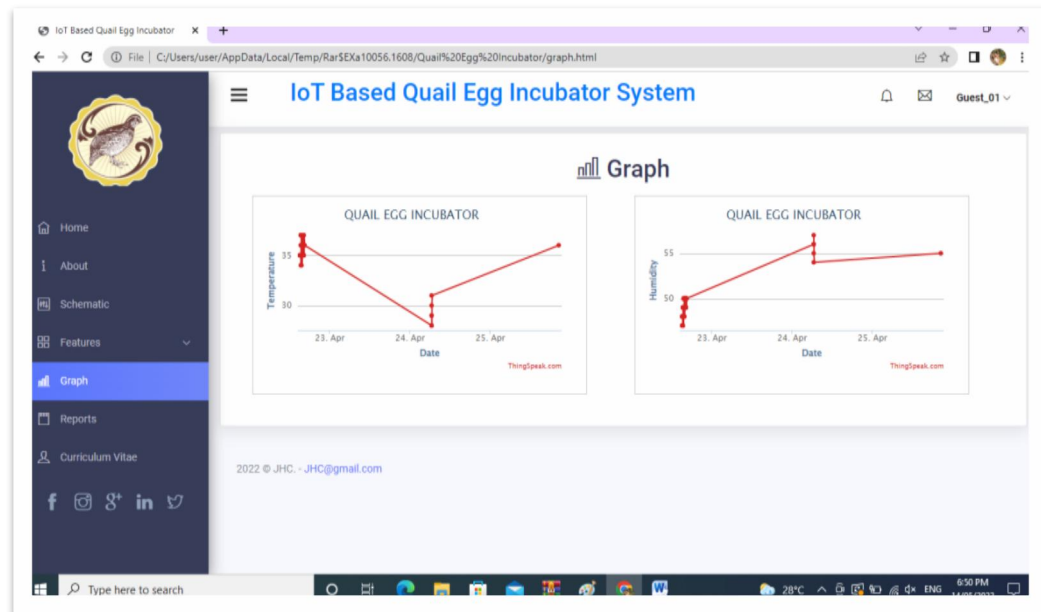 IoT Based Quail Egg Incubator
File | C:/Users/user/AppData/Local/Temp/Rar$EXa10056.1608/Quail%20Egg%20Incubator/graph.html
IoT Based Quail Egg Incubator System
Guest_01
Home
About
Schematic
Features
Graph
Reports
Curriculum Vitae
Graph
QUAIL EGG INCUBATOR
Temperature
35
30
23. Apr 24. Apr 25. Apr
Date
ThingSpeak.com
QUAIL EGG INCUBATOR
Humidity
55
50
23. Apr 24. Apr 25. Apr
Date
ThingSpeak.com
2022 © JHC. - JHC@gmail.com
Type here to search
28°C ENG 6:50 PM